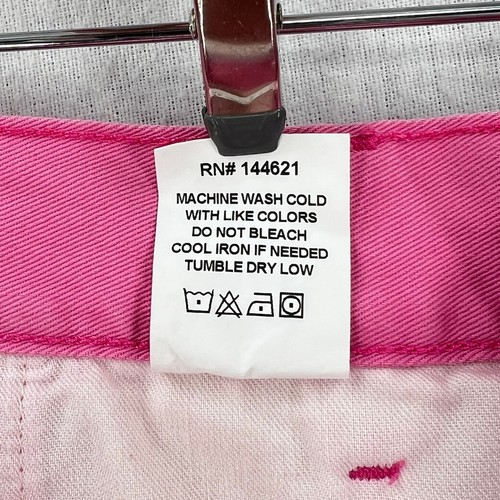 RN# 144621
MACHINE WASH COLD
WITH LIKE COLORS
DO NOT BLEACH
COOL IRON IF NEEDED
TUMBLE DRY LOW